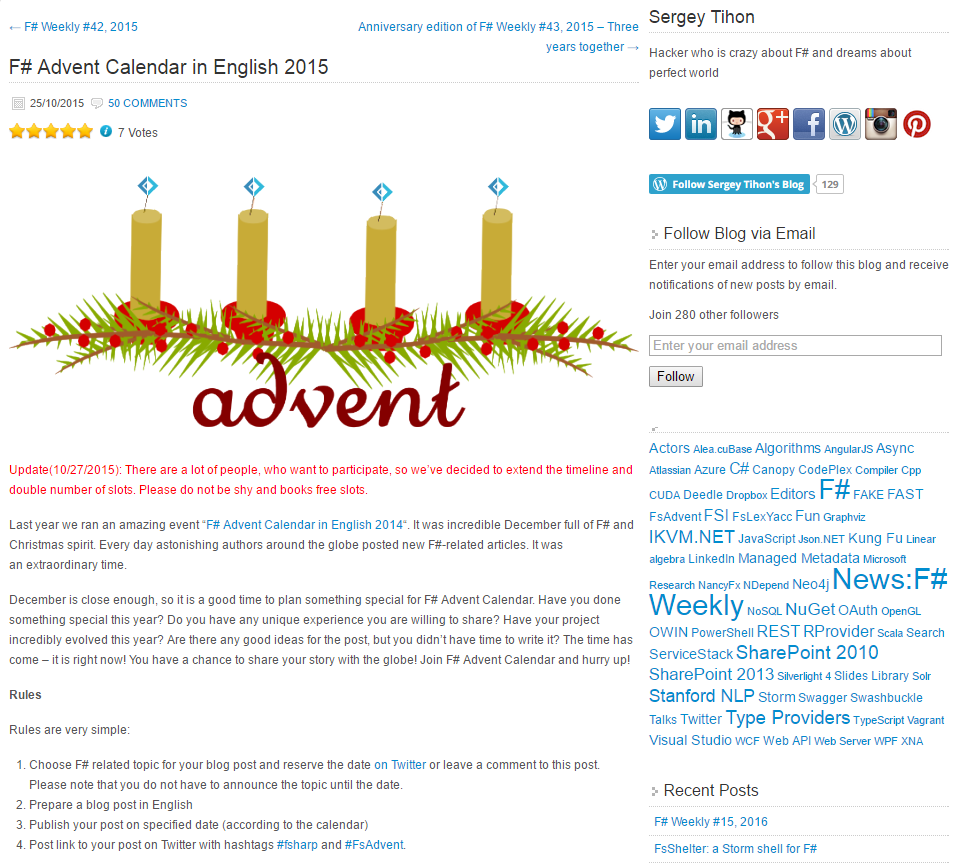 ← F# Weekly #42, 2015
Anniversary edition of F# Weekly #43, 2015 – Three
years together →
F# Advent Calendar in English 2015
25/10/2015 50 COMMENTS
7 Votes
advent
Update(10/27/2015): There are a lot of people, who want to participate, so we've decided to extend the timeline and
double number of slots. Please do not be shy and books free slots.
Last year we ran an amazing event “F# Advent Calendar in English 2014“. It was incredible December full of F# and
Christmas spirit. Every day astonishing authors around the globe posted new F#-related articles. It was
an extraordinary time.
December is close enough, so it is a good time to plan something special for F# Advent Calendar. Have you done
something special this year? Do you have any unique experience you are willing to share? Have your project
incredibly evolved this year? Are there any good ideas for the post, but you didn't have time to write it? The time has
come – it is right now! You have a chance to share your story with the globe! Join F# Advent Calendar and hurry up!
Rules
Rules are very simple:
1. Choose F# related topic for your blog post and reserve the date on Twitter or leave a comment to this post.
Please note that you do not have to announce the topic until the date.
2. Prepare a blog post in English
3. Publish your post on specified date (according to the calendar)
4. Post link to your post on Twitter with hashtags #fsharp and #FsAdvent.
Sergey Tihon
Hacker who is crazy about F# and dreams about
perfect world
Follow Sergey Tihon's Blog 129
Follow Blog via Email
Enter your email address to follow this blog and receive
notifications of new posts by email.
Join 280 other followers
Enter your email address
Follow
Actors Alea.cuBase Algorithms AngularJS Async
Atlassian Azure C# Canopy CodePlex Compiler Cpp
CUDA Deedle Dropbox Editors F# FAKE FAST
FsAdvent FSI FsLexYacc Fun Graphviz
IKVM.NET JavaScript Json.NET Kung Fu Linear
algebra LinkedIn Managed Metadata Microsoft
Research NancyFx NDepend Neo4j News:F#
Weekly NoSQL NuGet OAuth OpenGL
OWIN PowerShell REST RProvider Scala Search
ServiceStack SharePoint 2010
SharePoint 2013 Silverlight 4 Slides Library Solr
Stanford NLP Storm Swagger Swashbuckle
Talks Twitter Type Providers TypeScript Vagrant
Visual Studio WCF Web API Web Server WPF XNA
Recent Posts
F# Weekly #15, 2016
FsShelter: a Storm shell for F#